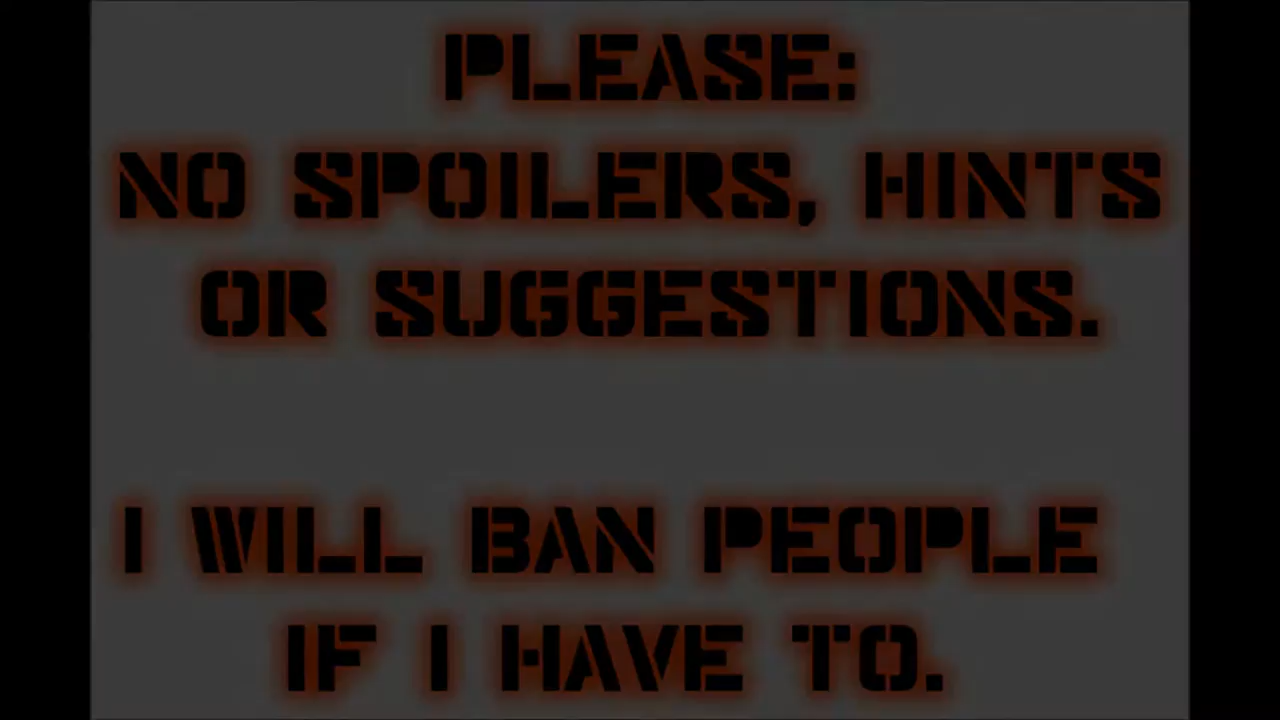 PLEASE:
NO SPOILERS, HINTS
OR SUGGESTIONS.
I WILL BAN PEOPLE
IF I HAVE TO.